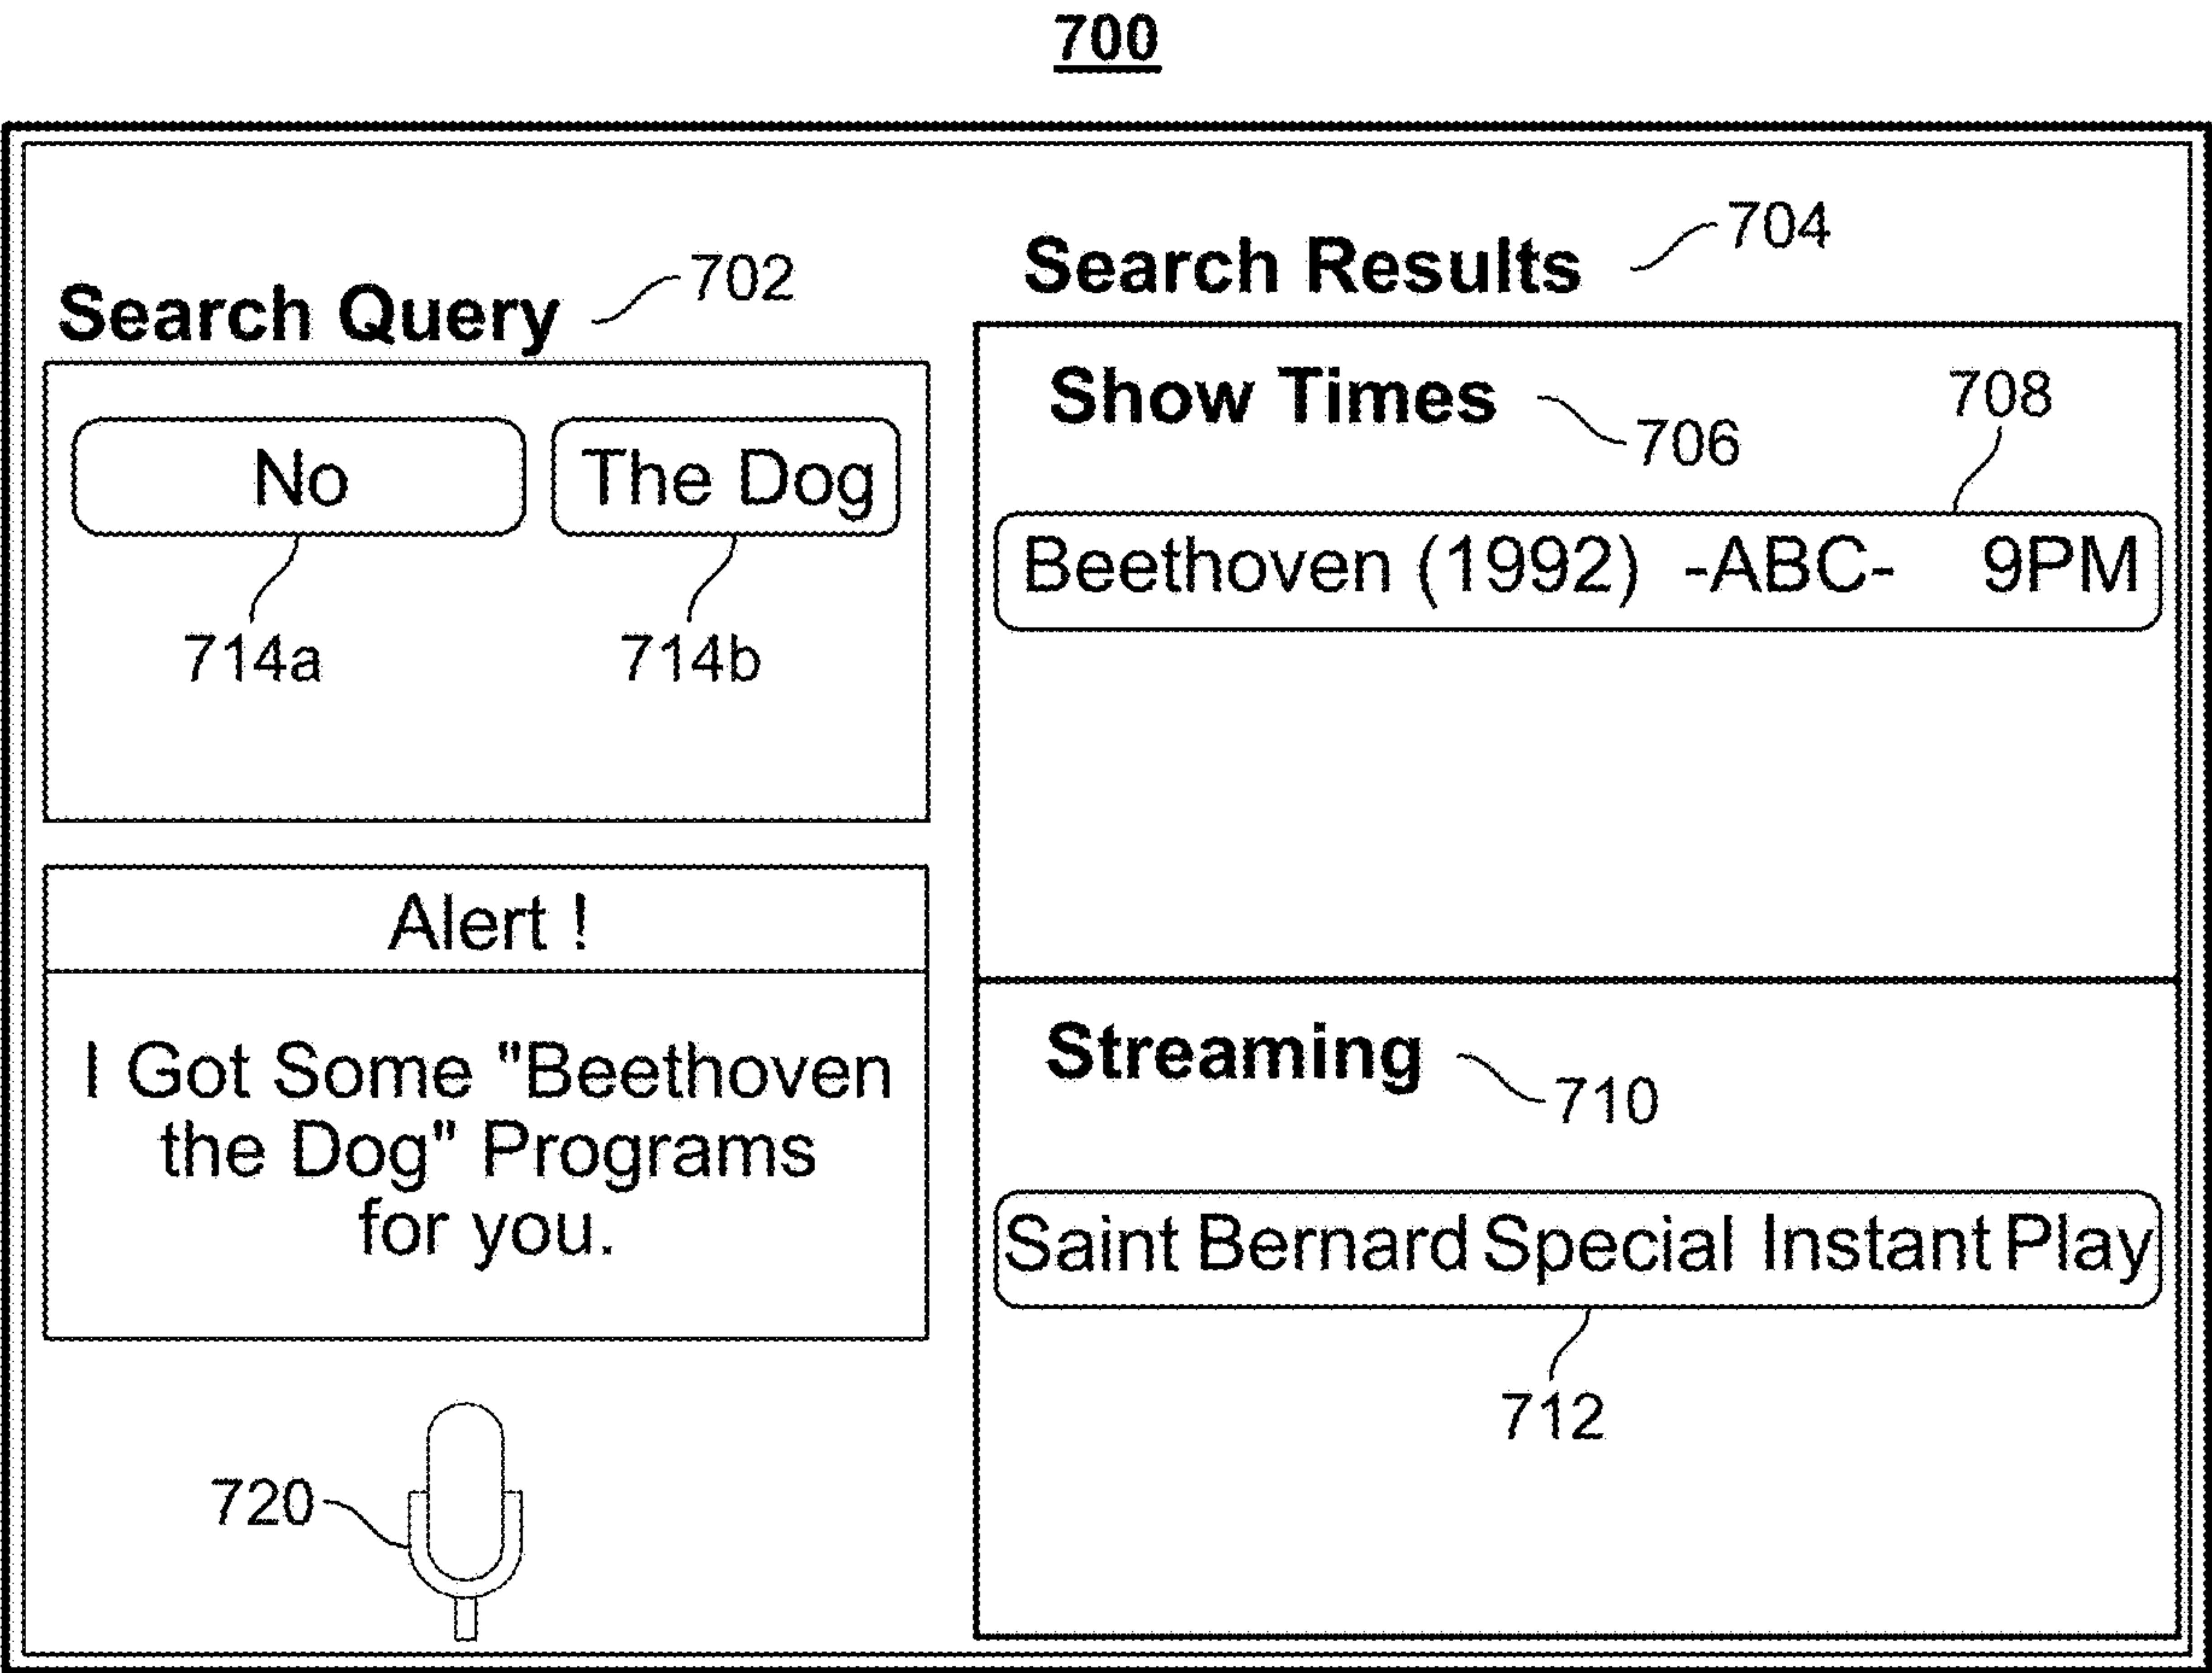 700
Search Query 702
No The Dog
714a 714b
Alert !
I Got Some "Beethoven
the Dog" Programs
for you.
720
Search Results 704
Show Times 706 708
Beethoven (1992) -ABC- 9PM
Streaming 710
Saint Bernard Special Instant Play
712